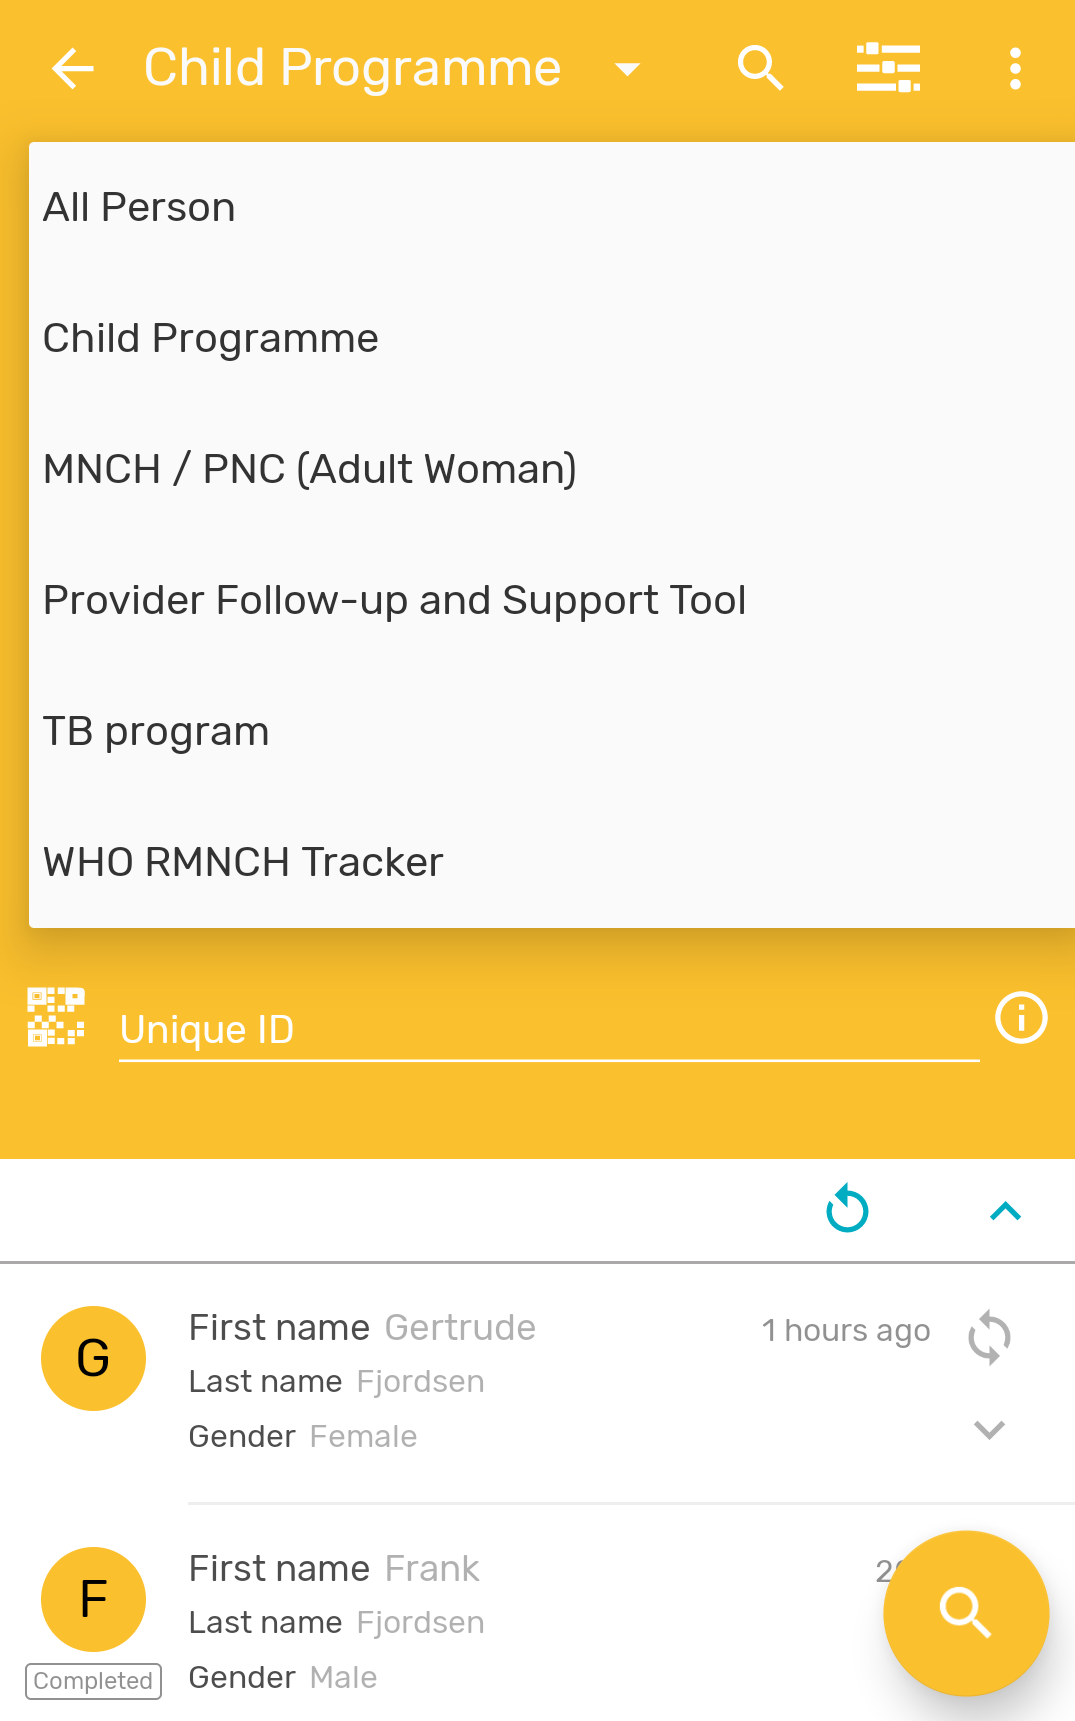 Child Programme
All Person
Child Programme
MNCH / PNC (Adult Woman)
Provider Follow-up and Support Tool
TB program
WHO RMNCH Tracker
Unique ID
G
First name Gertrude
1 hours ago
Last name Fjordsen
Gender Female
F
First name Frank
Last name Fjordsen
Completed
Gender Male